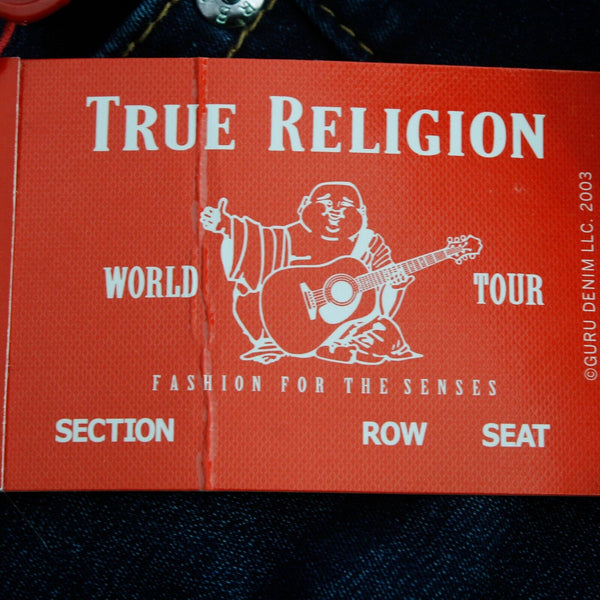 TRUE RELIGION
WORLD TOUR
FASHION FOR THE SENSES
SECTION ROW SEAT
©GURU DENIM LLC. 2003